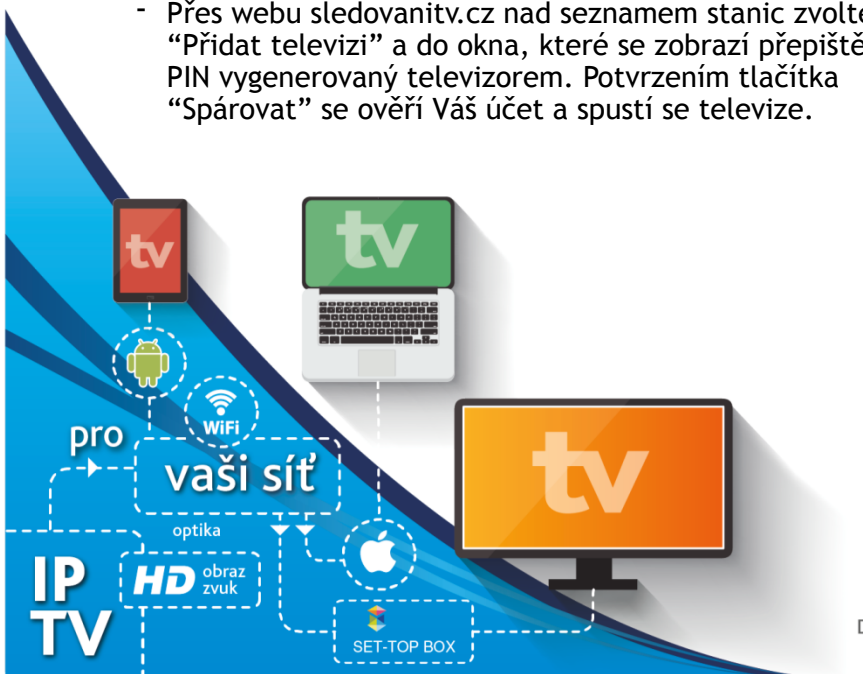 - Přes webu sledovanitv.cz nad seznamem stanic zvolte
“Přidat televizi” a do okna, které se zobrazí přepiště
PIN vygenerovaný televizorem. Potvrzením tlačítka
“Spárovat” se ověří Váš účet a spustí se televize.
tv
tv
WiFi
pro
vaši síť
tv
optika
IP
TV
HD obraz
zvuk
SET-TOP BOX